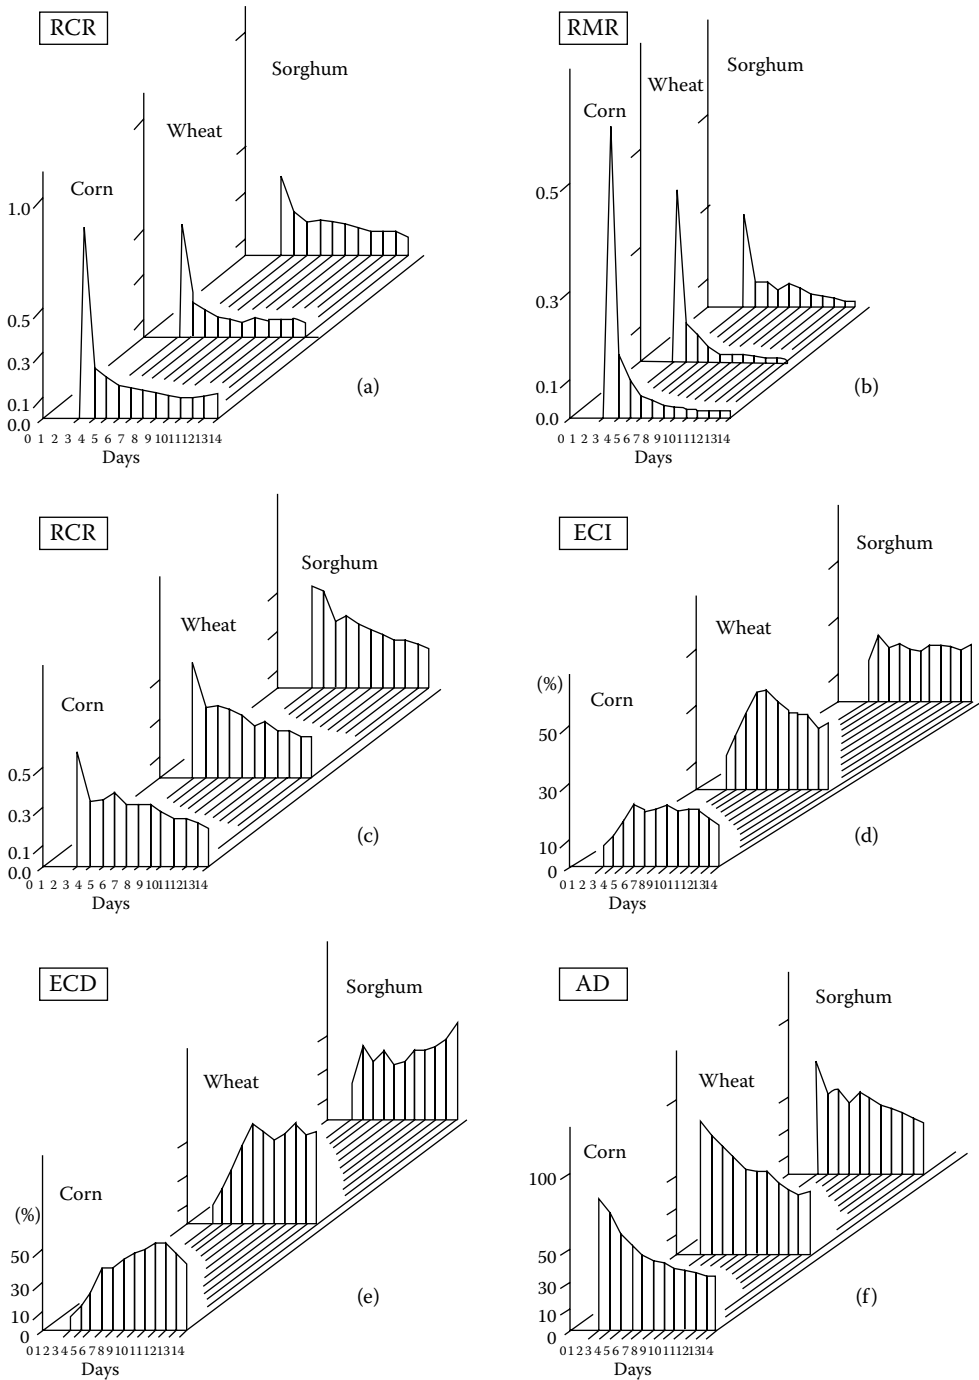 RCR
Sorghum
Wheat
Corn
1.0
0.5
0.3
0.1
0.0
0 1 2 3 4 5 6 7 8 9 10 11 12 13 14
Days
(a)
RMR
Sorghum
Wheat
Corn
0.5
0.3
0.1
0.0
0 1 2 3 4 5 6 7 8 9 10 11 12 13 14
Days
(b)
RCR
Sorghum
Wheat
Corn
0.5
0.3
0.1
0.0
0 1 2 3 4 5 6 7 8 9 10 11 12 13 14
Days
(c)
ECI
Sorghum
Wheat
(%)
Corn
50
30
10
0
0 1 2 3 4 5 6 7 8 9 10 11 12 13 14
Days
(d)
ECD
Sorghum
Wheat
Corn
(%)
50
30
10
0
0 1 2 3 4 5 6 7 8 9 10 11 12 13 14
Days
(e)
AD
Sorghum
Wheat
Corn
100
50
30
10
0
0 1 2 3 4 5 6 7 8 9 10 11 12 13 14
Days
(f)